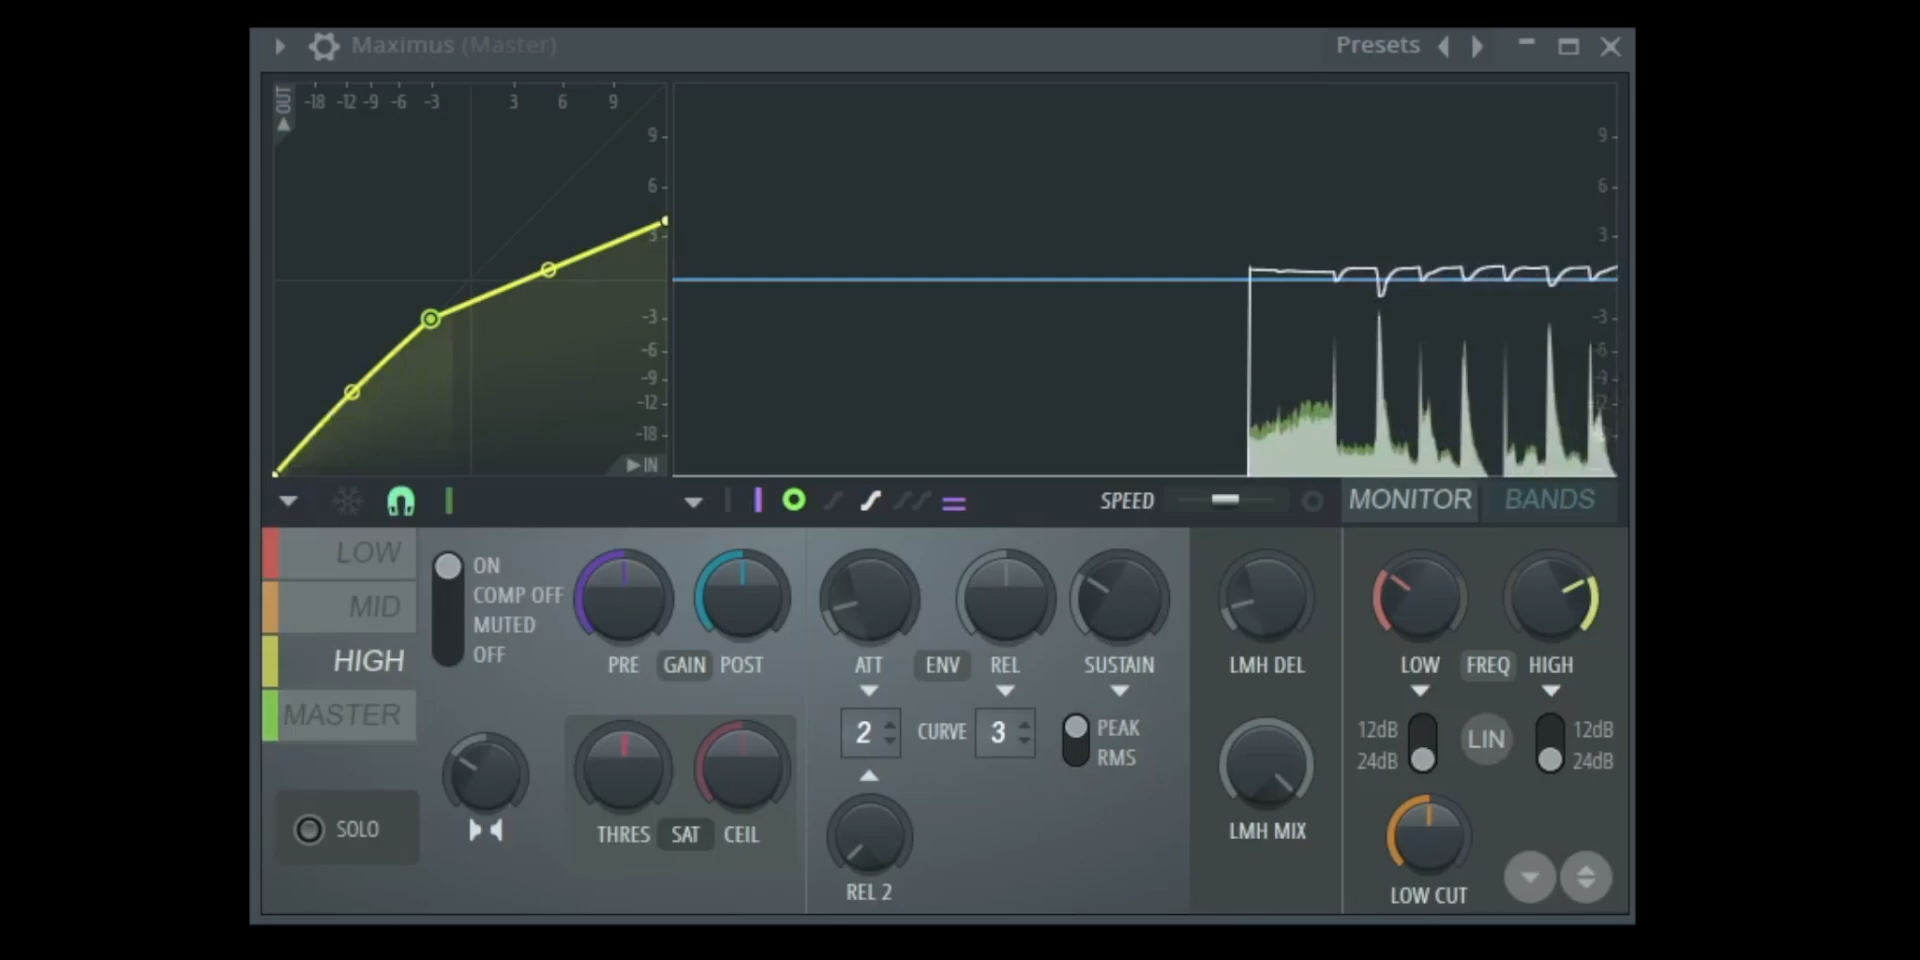 Maximus (Master)
Presets
OUT
-18 -12 -9 -6 -3 3 6 9
9
6
3
-3
-6
-9
-12
-18
IN
9
6
3
-3
-6
-9
SPEED
MONITOR
BANDS
LOW
MID
HIGH
MASTER
SOLO
ON
COMP OFF
MUTED
OFF
PRE GAIN POST
THRES SAT CEIL
ATT ENV REL SUSTAIN
2 CURVE 3
PEAK
RMS
REL 2
LMH DEL
LMH MIX
LOW FREQ HIGH
12dB LIN 12dB
24dB 24dB
LOW CUT